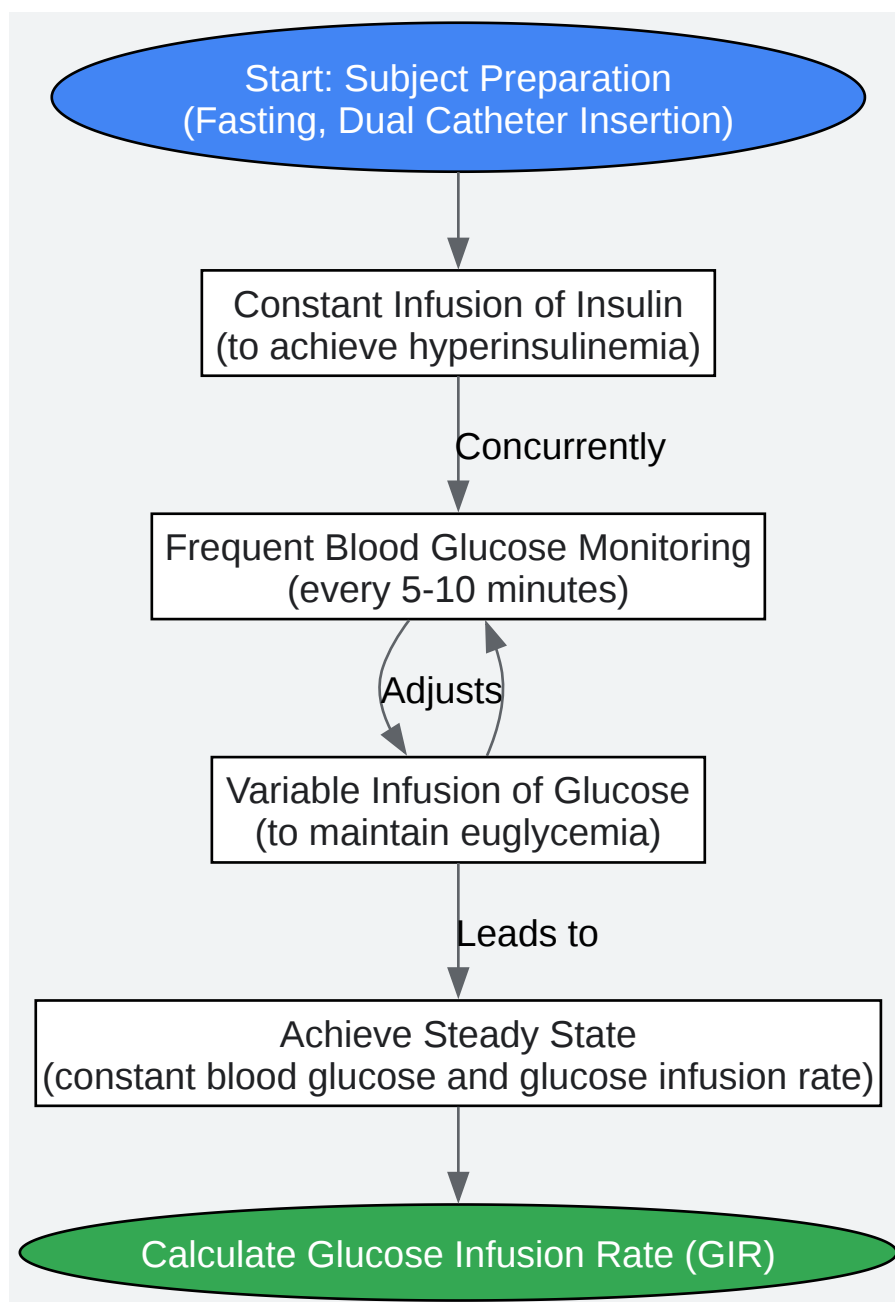 Start: Subject Preparation
(Fasting, Dual Catheter Insertion)
Constant Infusion of Insulin
(to achieve hyperinsulinemia)
Concurrently
Frequent Blood Glucose Monitoring
(every 5-10 minutes)
Adjusts
Variable Infusion of Glucose
(to maintain euglycemia)
Leads to
Achieve Steady State
(constant blood glucose and glucose infusion rate)
Calculate Glucose Infusion Rate (GIR)